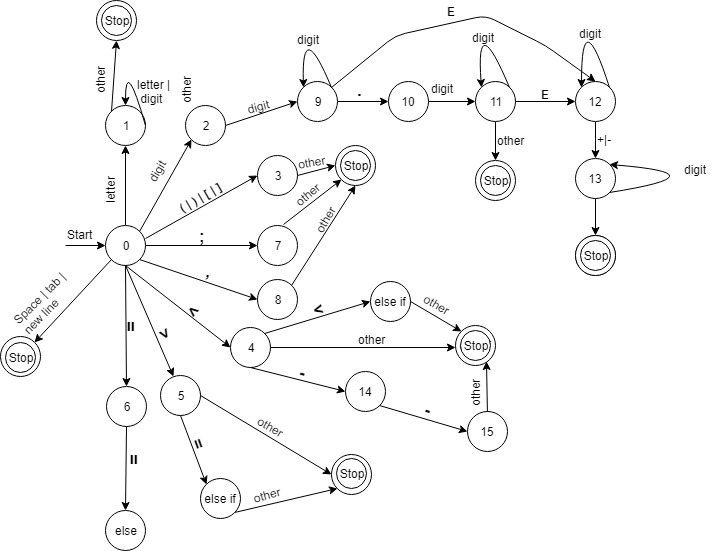 Stop
E
digit
digit
digit
other
letter |
digit
other
1
2
digit
9
.
10
digit
11
E
12
letter
digit
other
+|-
( | ) | [ | ]
3
other
Stop
Stop
13
digit
other
Start
0
;
7
other
Stop
,
8
Space | tab |
new line
<
<
else if
other
=
>
Stop
4
other
Stop
-
14
other
6
5
-
15
other
=
=
Stop
else if
other
else